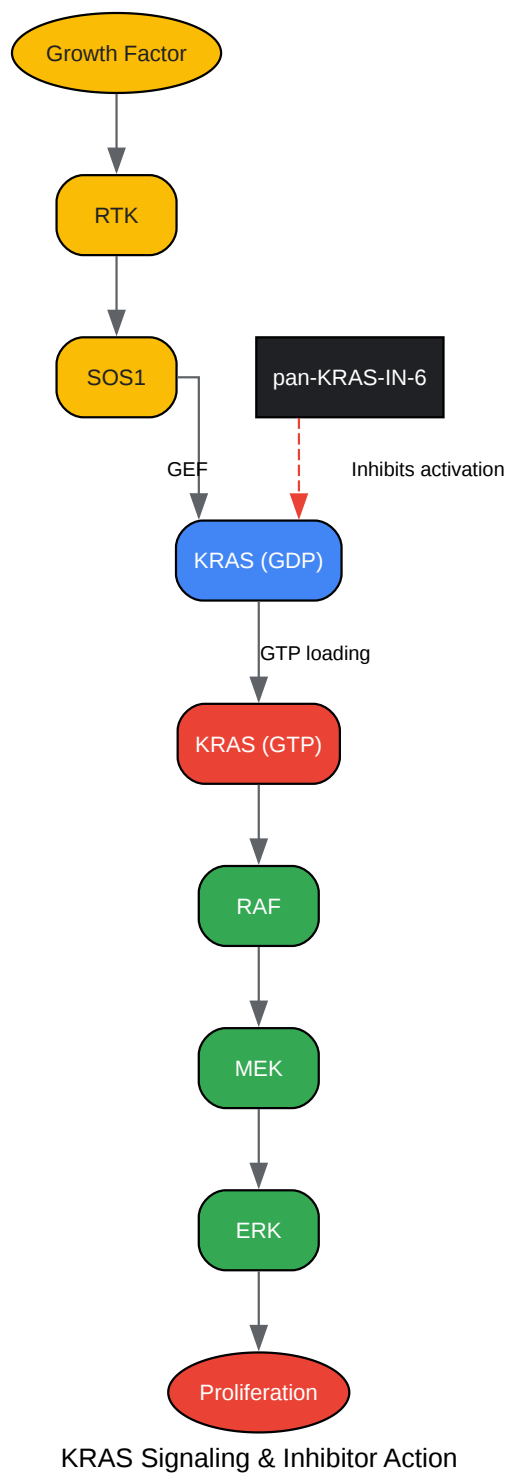 Growth Factor
RTK
SOS1
pan-KRAS-IN-6
GEF
Inhibits activation
KRAS (GDP)
GTP loading
KRAS (GTP)
RAF
MEK
ERK
Proliferation
KRAS Signaling & Inhibitor Action